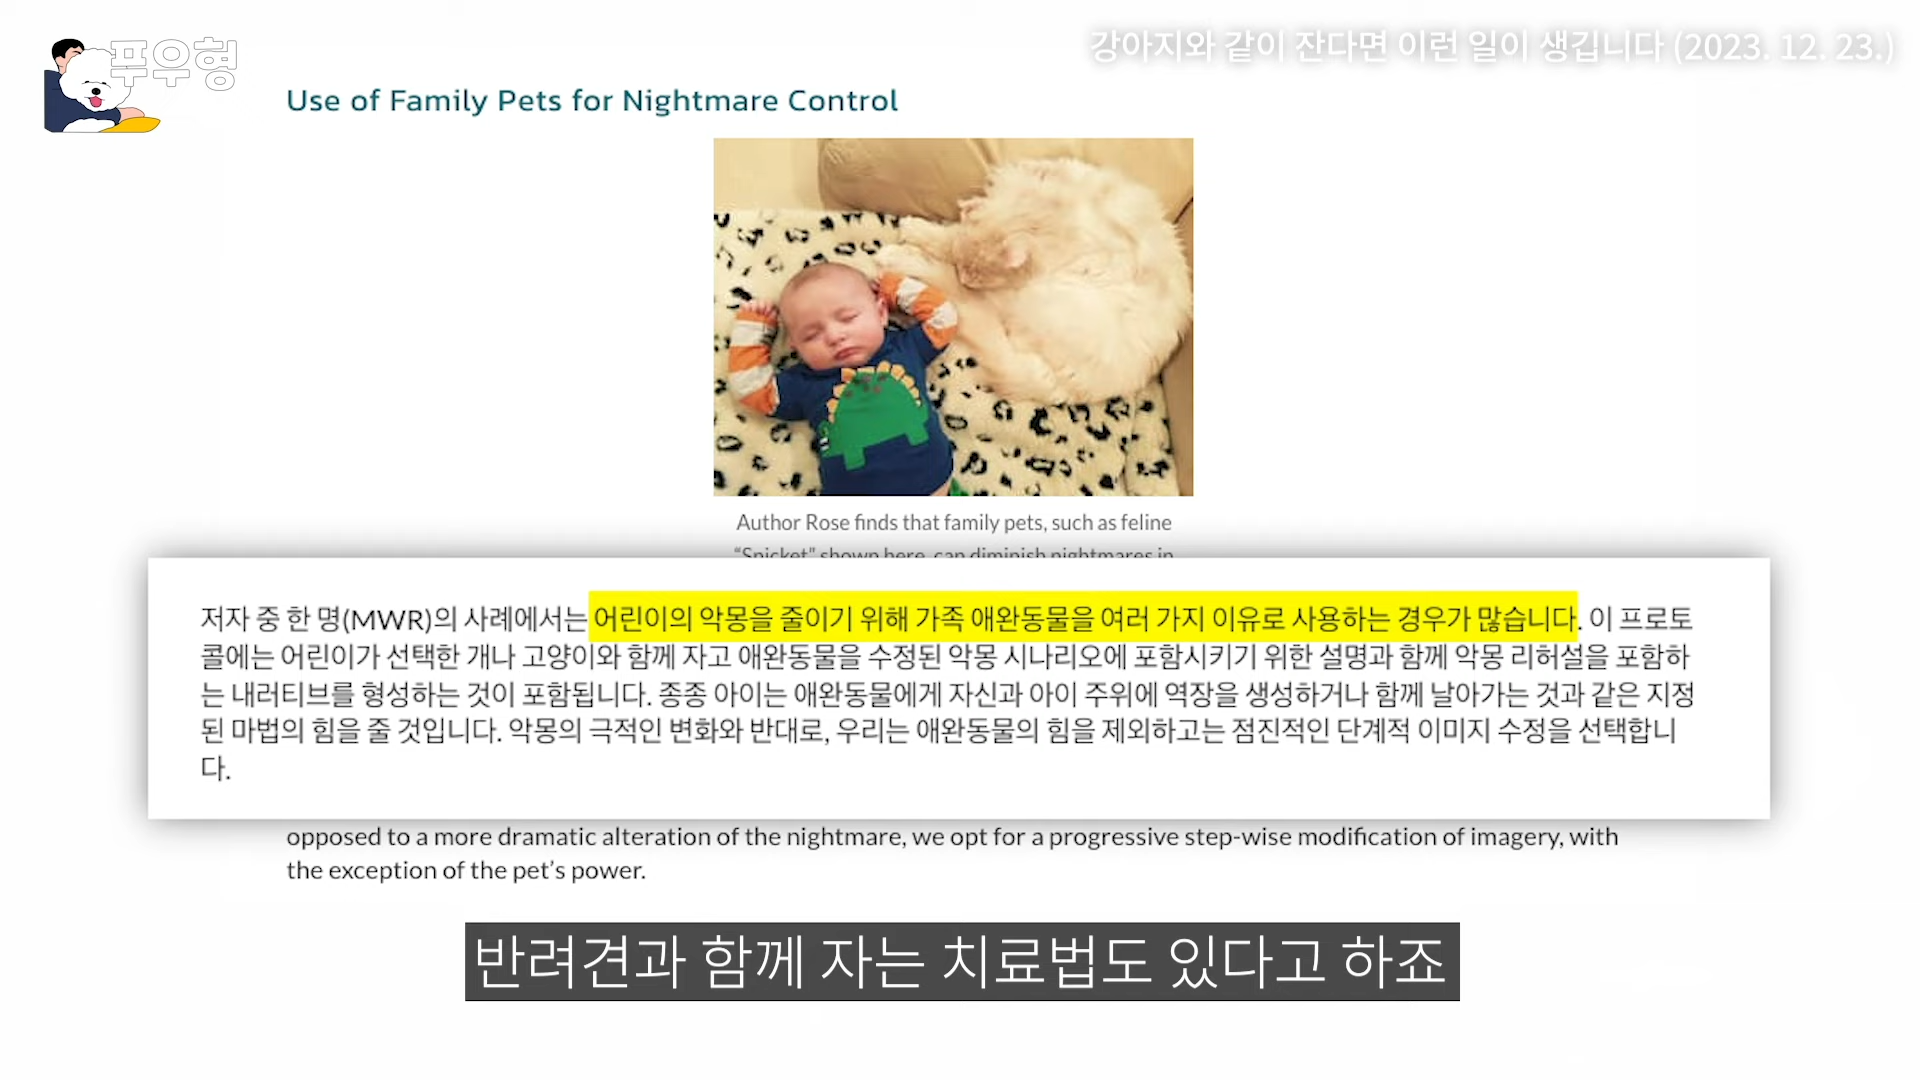 푸우형
강아지와 같이 잔다면 이런 일이 생깁니다 (2023. 12. 23.)
Use of Family Pets for Nightmare Control
Author Rose finds that family pets, such as feline
“Spicket” shown here, can diminish nightmares in
저자 중 한 명(MWR)의 사례에서는 어린이의 악몽을 줄이기 위해 가족 애완동물을 여러 가지 이유로 사용하는 경우가 많습니다. 이 프로토
콜에는 어린이가 선택한 개나 고양이와 함께 자고 애완동물을 수정된 악몽 시나리오에 포함시키기 위한 설명과 함께 악몽 리허설을 포함하
는 내러티브를 형성하는 것이 포함됩니다. 종종 아이는 애완동물에게 자신과 아이 주위에 역장을 생성하거나 함께 날아가는 것과 같은 지정
된 마법의 힘을 줄 것입니다. 악몽의 극적인 변화와 반대로, 우리는 애완동물의 힘을 제외하고는 점진적인 단계적 이미지 수정을 선택합니
다.
opposed to a more dramatic alteration of the nightmare, we opt for a progressive step-wise modification of imagery, with
the exception of the pet’s power.
반려견과 함께 자는 치료법도 있다고 하죠